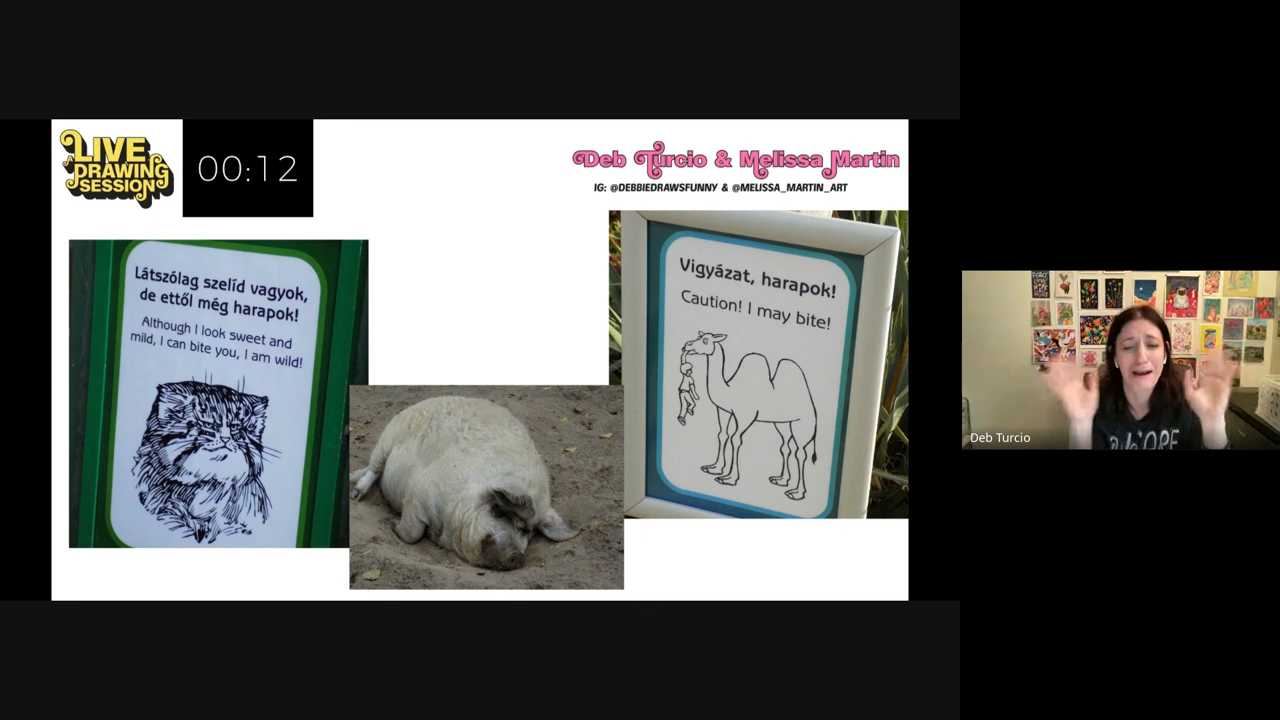 A LIVE
DRAWING
SESSION
00:12
Deb Turcio & Melissa Martin
IG: @DEBBIEDRAWSFUNNY & @MELISSA_MARTIN_ART
Látszólag szelíd vagyok,
de ettől még harapok!
Although I look sweet and
mild, I can bite you, I am wild!
Vigyázat, harapok!
Caution! I may bite!
Deb Turcio